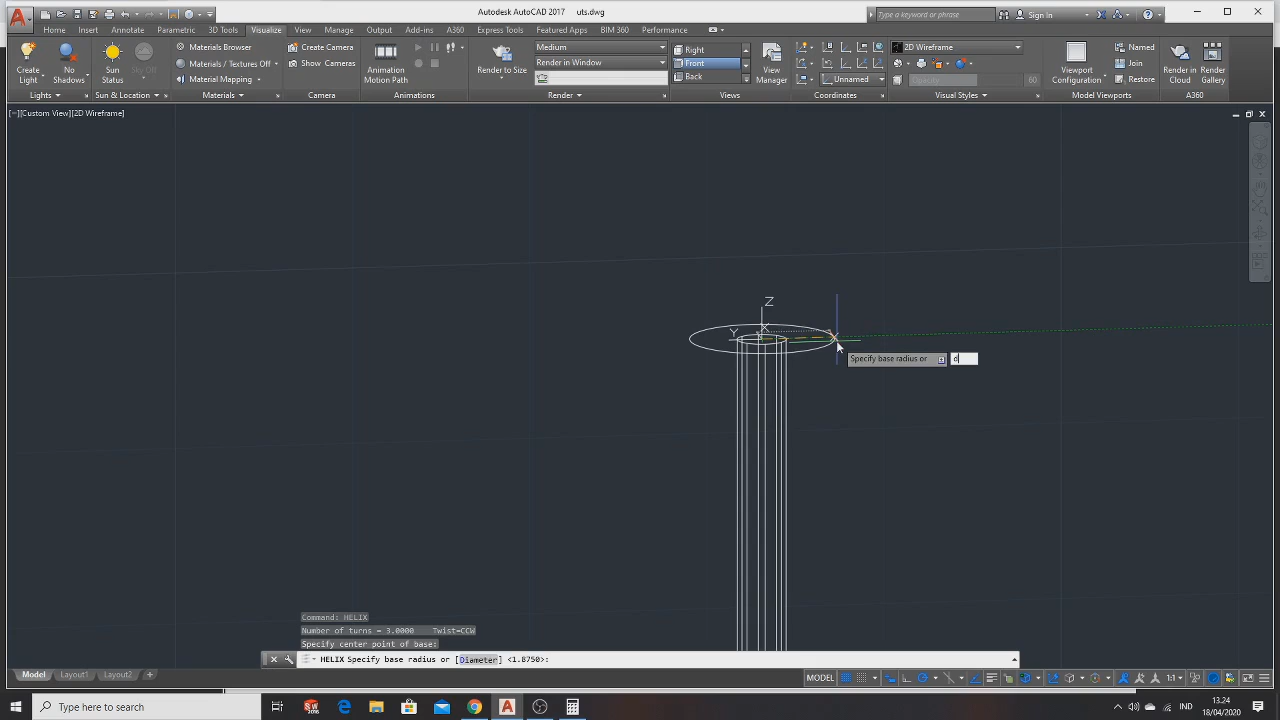 Autodesk AutoCAD 2017 uts.dwg
Type a keyword or phrase
Sign In
Home Insert Annotate Parametric 3D Tools Visualize View Manage Output Add-ins A360 Express Tools Featured Apps BIM 360 Performance
Create Light
No Shadows
Sun Status
Sky Off
Materials Browser
Materials / Textures Off
Material Mapping
Create Camera
Show Cameras
Animation Motion Path
Render to Size
Medium
Render in Window
Right
Front
Back
View Manager
Unnamed
2D Wireframe
Opacity 60
Viewport Configuration
Named
Join
Restore
Render in Cloud
Render Gallery
Lights
Sun & Location
Materials
Camera
Animations
Render
Views
Coordinates
Visual Styles
Model Viewports
A360
[−][Custom View][2D Wireframe]
Z
X
Y
Specify base radius or
d
Command: HELIX
Number of turns = 3.0000 Twist=CCW
Specify center point of base:
HELIX Specify base radius or [Diameter] <1.8750>:
Model Layout1 Layout2 +
MODEL
1:1
Type here to search
IND
13.24
18/04/2020